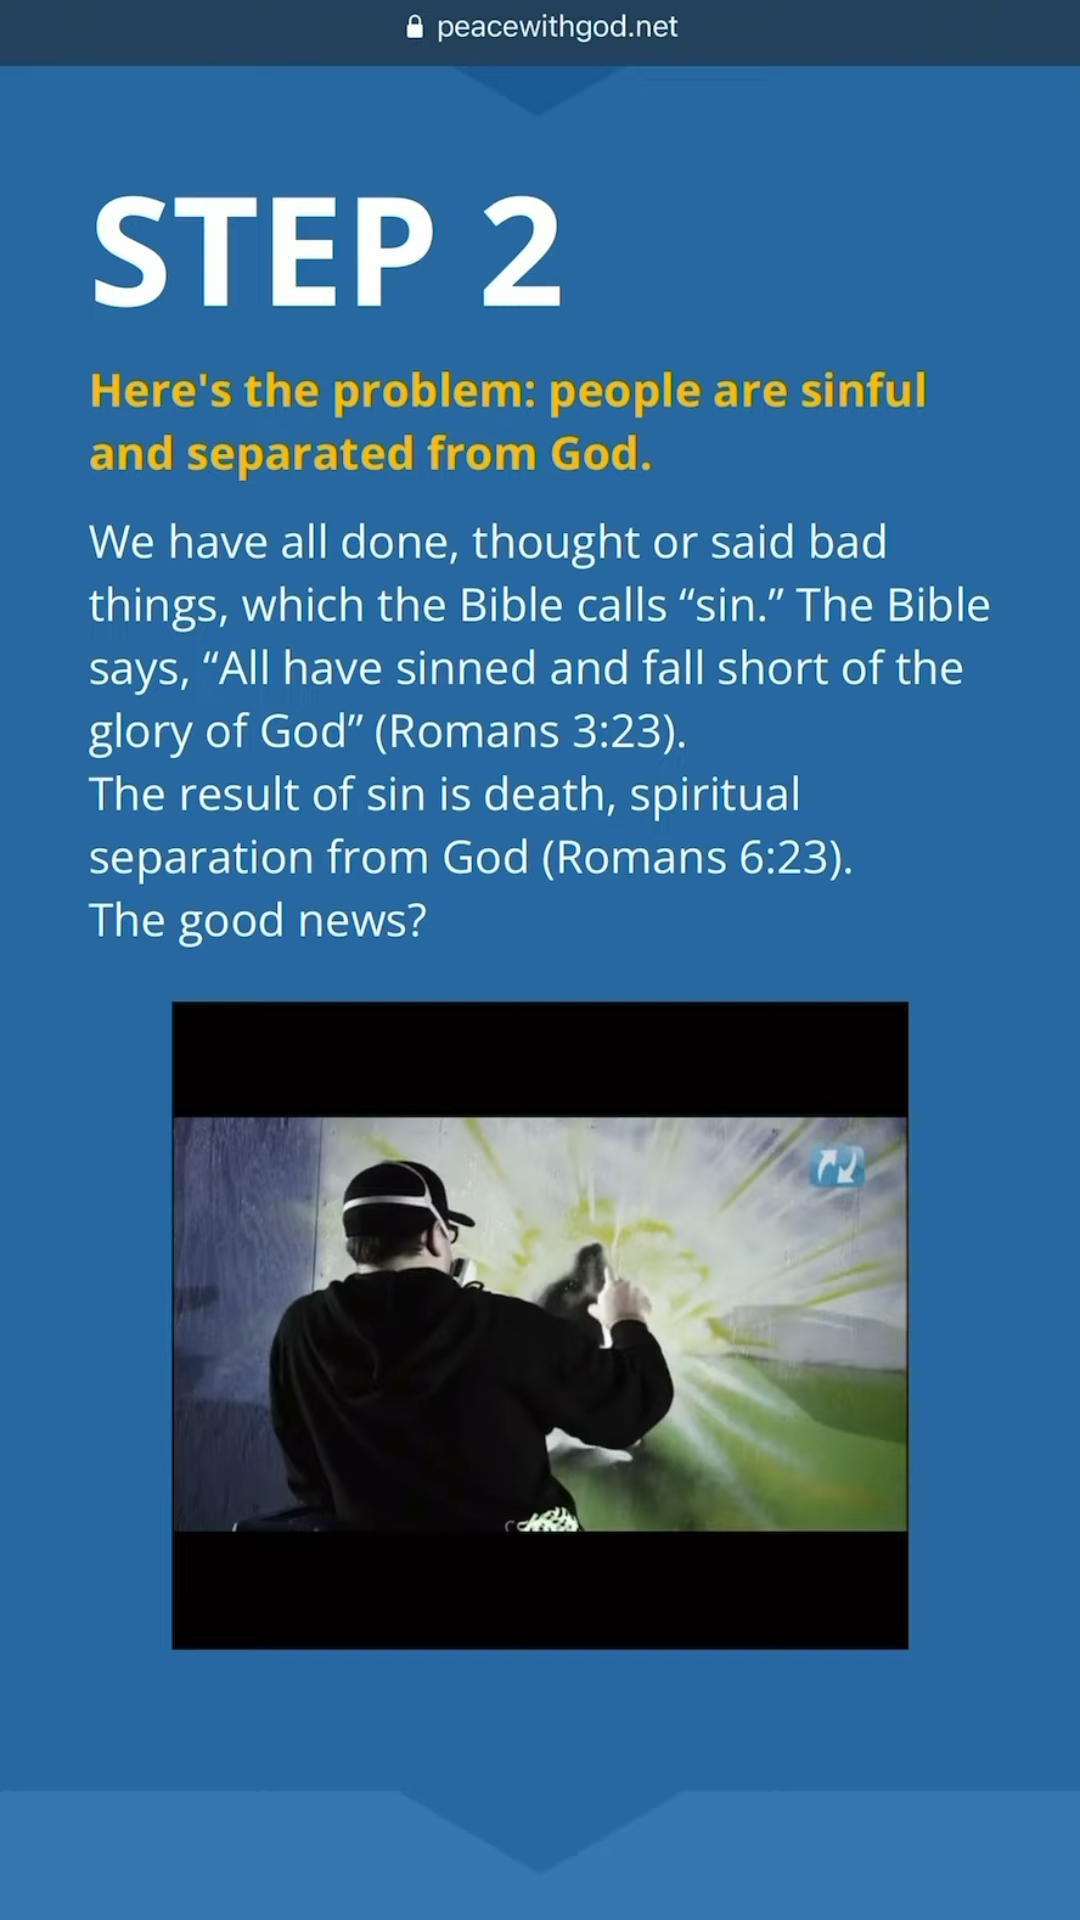 peacewithgod.net
STEP 2
Here's the problem: people are sinful
and separated from God.
We have all done, thought or said bad
things, which the Bible calls “sin.” The Bible
says, “All have sinned and fall short of the
glory of God” (Romans 3:23).
The result of sin is death, spiritual
separation from God (Romans 6:23).
The good news?